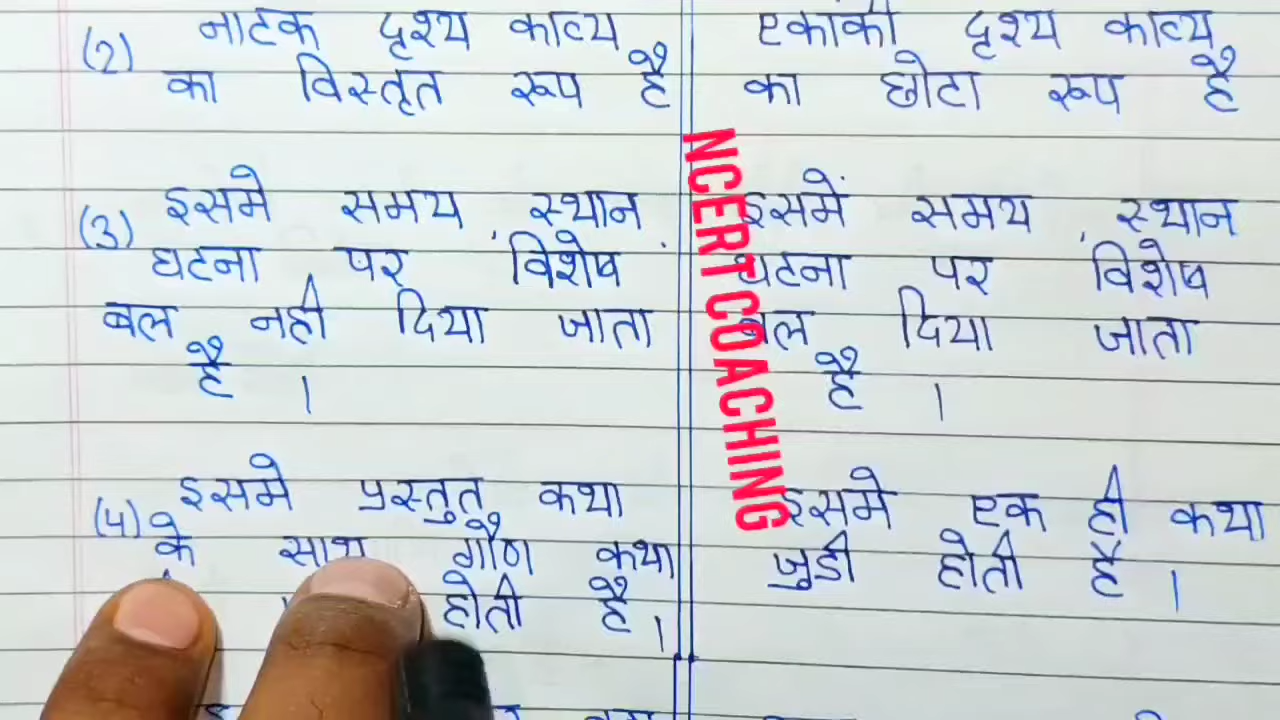 (2) नाटक दृश्य काव्य
का विस्तृत रूप है
एकांकी दृश्य काव्य
का छोटा रूप है
(3) इसमे समय, स्थान
घटना पर विशेष
बल नही दिया जाता
है ।
इसमें समय, स्थान
घटना पर विशेष
बल दिया जाता
है ।
(4) इसमे प्रस्तुत कथा
के साथ गौण कथा
होती है ।
इसमे एक ही कथा
जुडी होती है ।
NCERT COACHING